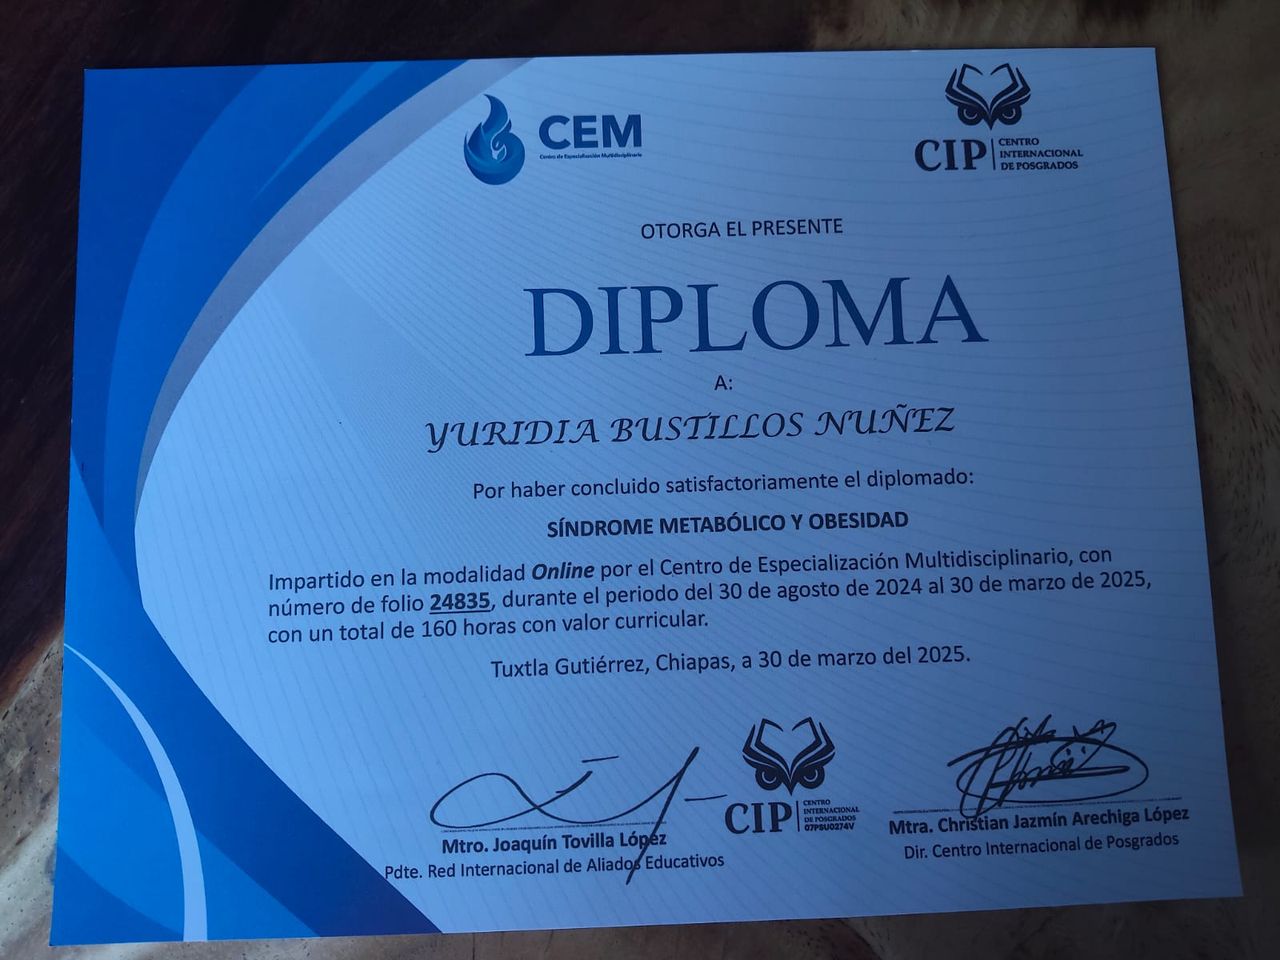 CEM
Centro de Especialización Multidisciplinario
CIP
CENTRO
INTERNACIONAL
DE POSGRADOS
OTORGA EL PRESENTE
DIPLOMA
A:
YURIDIA BUSTILLOS NUÑEZ
Por haber concluido satisfactoriamente el diplomado:
SÍNDROME METABÓLICO Y OBESIDAD
Impartido en la modalidad Online por el Centro de Especialización Multidisciplinario, con
número de folio 24835, durante el periodo del 30 de agosto de 2024 al 30 de marzo de 2025,
con un total de 160 horas con valor curricular.
Tuxtla Gutiérrez, Chiapas, a 30 de marzo del 2025.
Mtro. Joaquín Tovilla López
Pdte. Red Internacional de Aliados Educativos
CIP
CENTRO
INTERNACIONAL
DE POSGRADOS
07PSU0274V
Mtra. Christian Jazmín Arechiga López
Dir. Centro Internacional de Posgrados